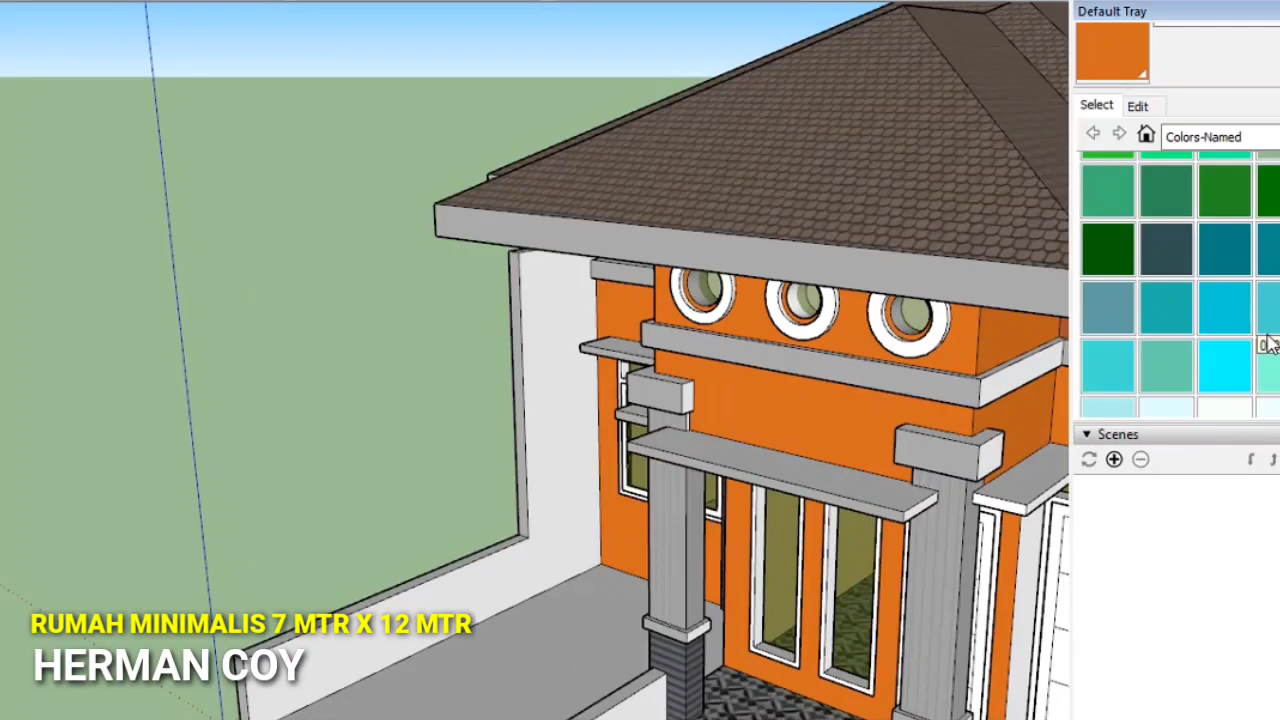 Default Tray
Select
Edit
Colors-Named
Scenes
RUMAH MINIMALIS 7 MTR X 12 MTR
HERMAN COY